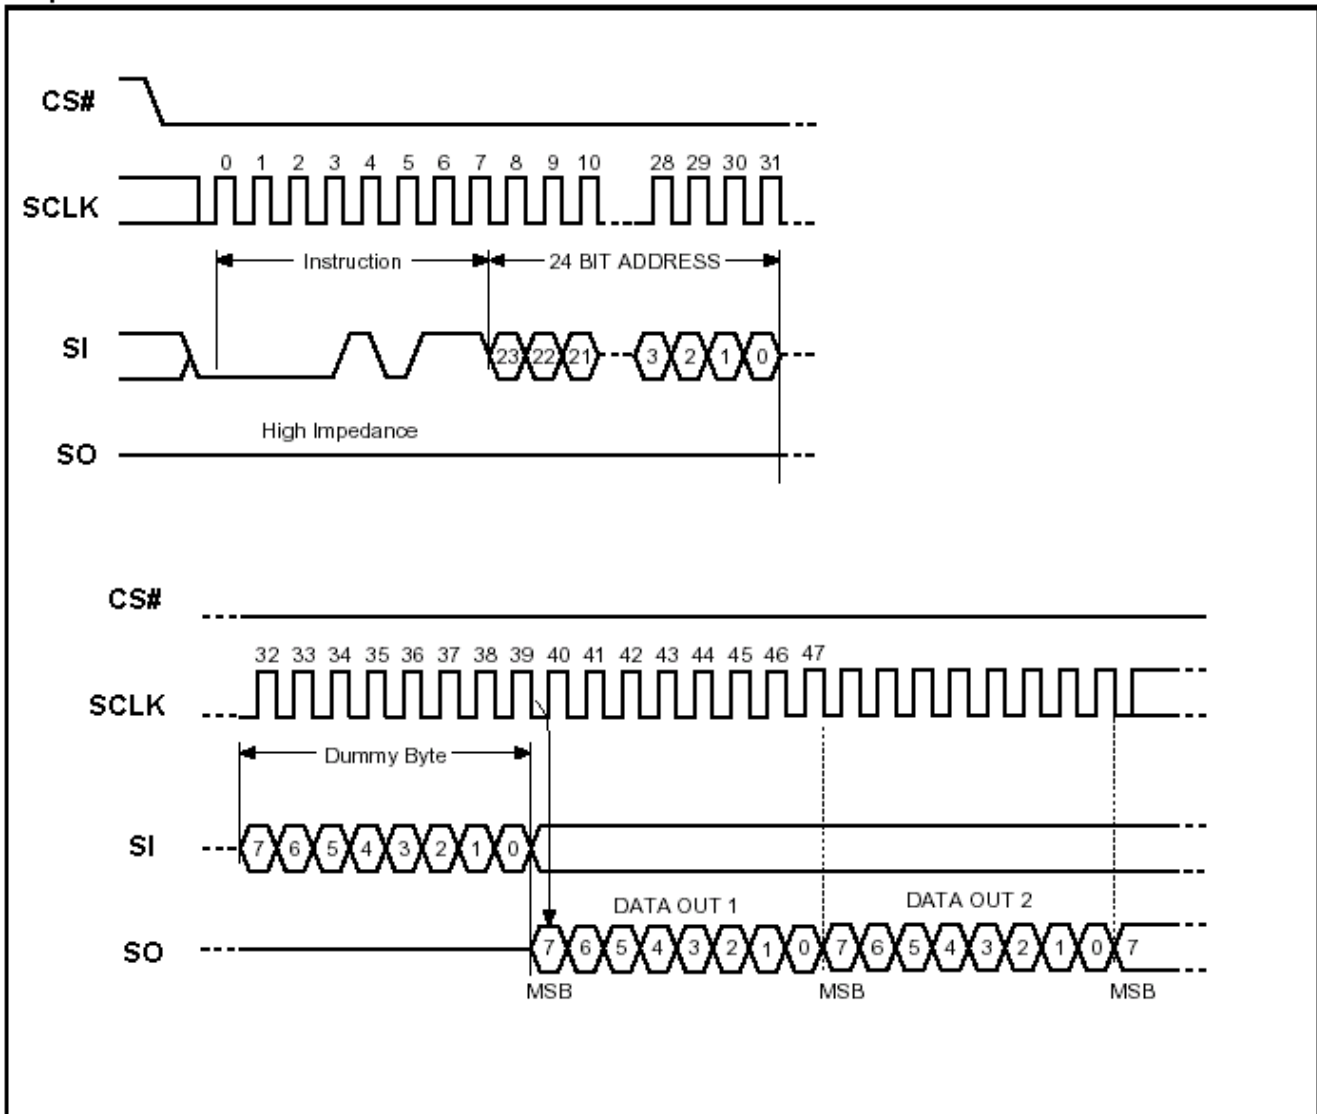 CS#
0 1 2 3 4 5 6 7 8 9 10 28 29 30 31
SCLK
Instruction 24 BIT ADDRESS
SI 23 22 21 3 2 1 0
High Impedance
SO
CS#
32 33 34 35 36 37 38 39 40 41 42 43 44 45 46 47
SCLK
Dummy Byte
SI 7 6 5 4 3 2 1 0
DATA OUT 1 DATA OUT 2
SO 7 6 5 4 3 2 1 0 7 6 5 4 3 2 1 0 7
MSB MSB MSB